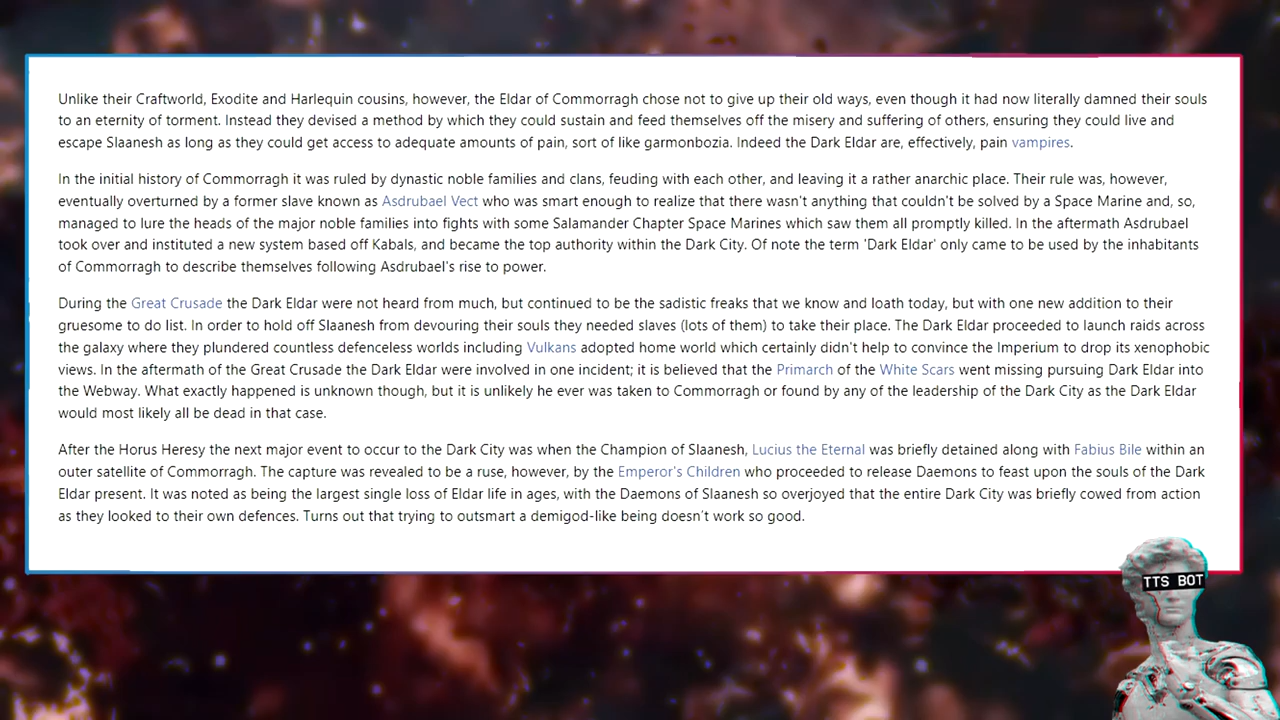 Unlike their Craftworld, Exodite and Harlequin cousins, however, the Eldar of Commorragh chose not to give up their old ways, even though it had now literally damned their souls
to an eternity of torment. Instead they devised a method by which they could sustain and feed themselves off the misery and suffering of others, ensuring they could live and
escape Slaanesh as long as they could get access to adequate amounts of pain, sort of like garmonbozia. Indeed the Dark Eldar are, effectively, pain vampires.
In the initial history of Commorragh it was ruled by dynastic noble families and clans, feuding with each other, and leaving it a rather anarchic place. Their rule was, however,
eventually overturned by a former slave known as Asdrubael Vect who was smart enough to realize that there wasn't anything that couldn't be solved by a Space Marine and, so,
managed to lure the heads of the major noble families into fights with some Salamander Chapter Space Marines which saw them all promptly killed. In the aftermath Asdrubael
took over and instituted a new system based off Kabals, and became the top authority within the Dark City. Of note the term 'Dark Eldar' only came to be used by the inhabitants
of Commorragh to describe themselves following Asdrubael's rise to power.
During the Great Crusade the Dark Eldar were not heard from much, but continued to be the sadistic freaks that we know and loath today, but with one new addition to their
gruesome to do list. In order to hold off Slaanesh from devouring their souls they needed slaves (lots of them) to take their place. The Dark Eldar proceeded to launch raids across
the galaxy where they plundered countless defenceless worlds including Vulkans adopted home world which certainly didn't help to convince the Imperium to drop its xenophobic
views. In the aftermath of the Great Crusade the Dark Eldar were involved in one incident; it is believed that the Primarch of the White Scars went missing pursuing Dark Eldar into
the Webway. What exactly happened is unknown though, but it is unlikely he ever was taken to Commorragh or found by any of the leadership of the Dark City as the Dark Eldar
would most likely all be dead in that case.
After the Horus Heresy the next major event to occur to the Dark City was when the Champion of Slaanesh, Lucius the Eternal was briefly detained along with Fabius Bile within an
outer satellite of Commorragh. The capture was revealed to be a ruse, however, by the Emperor's Children who proceeded to release Daemons to feast upon the souls of the Dark
Eldar present. It was noted as being the largest single loss of Eldar life in ages, with the Daemons of Slaanesh so overjoyed that the entire Dark City was briefly cowed from action
as they looked to their own defences. Turns out that trying to outsmart a demigod-like being doesn't work so good.
TTS BOT